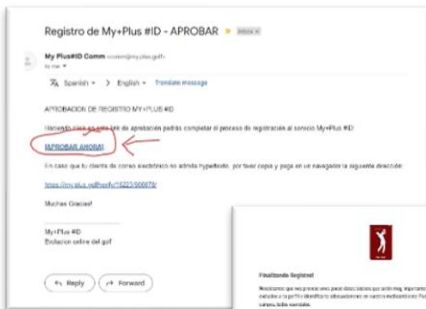 Registro de My+Plus #ID - APROBAR
Inbox x
My Plus#ID Comm
to me
Spanish > English Translate message
APROBACION DE REGISTRO MY+PLUS #ID
Haciendo click en este link de aprobación podrás completar el proceso de registración al servicio My+Plus #ID
¡APROBAR AHORA!
En caso que tu cliente de correo electrónico no admita hypertexto, por favor copia y pega en un navegador la siguiente dirección:
Muchas Gracias!
My+Plus #ID
Evolucion online del golf
Reply
Forward
Finalizando Registro!